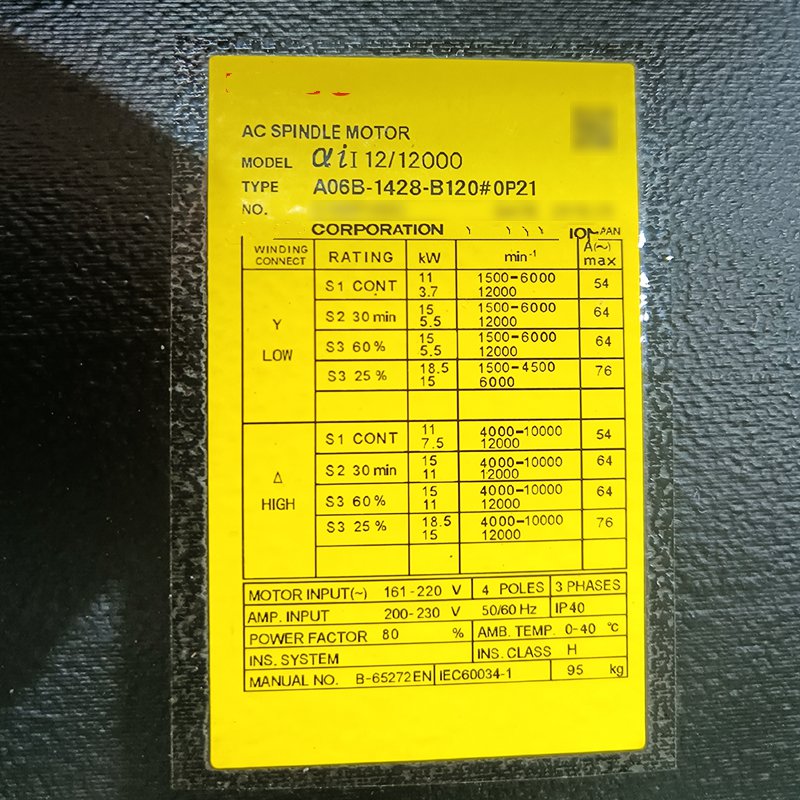 AC SPINDLE MOTOR
MODEL αiI 12/12000
TYPE A06B-1428-B120#0P21
NO.
CORPORATION
WINDING CONNECT RATING kW min-1 A(~) max
Y LOW
S1 CONT 11 1500-6000 54
3.7 12000
S2 30 min 15 1500-6000 64
5.5 12000
S3 60% 15 1500-6000 64
5.5 12000
S3 25% 18.5 1500-4500 76
15 6000
Δ HIGH
S1 CONT 11 4000-10000 54
7.5 12000
S2 30 min 15 4000-10000 64
11 12000
S3 60% 15 4000-10000 64
11 12000
S3 25% 18.5 4000-10000 76
15 12000
MOTOR INPUT(~) 161-220 V 4 POLES 3 PHASES
AMP. INPUT 200-230 V 50/60 Hz IP40
POWER FACTOR 80 % AMB. TEMP. 0-40 ℃
INS. SYSTEM INS. CLASS H
MANUAL NO. B-65272EN IEC60034-1 95 kg